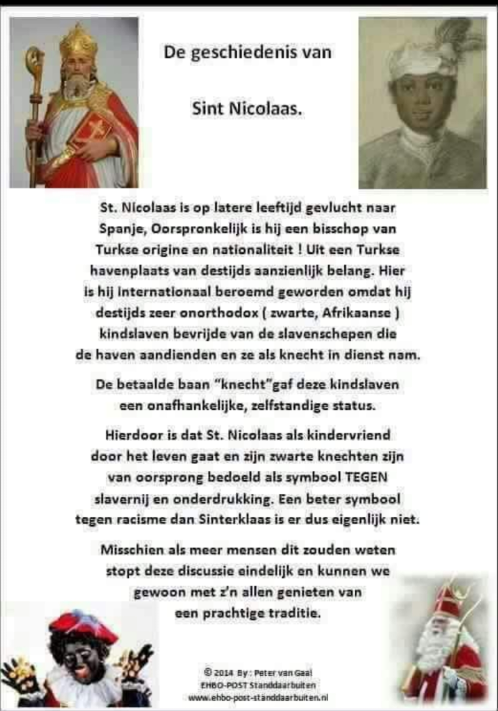 De geschiedenis van
Sint Nicolaas.
St. Nicolaas is op latere leeftijd gevlucht naar
Spanje, Oorspronkelijk is hij een bisschop van
Turkse origine en nationaliteit ! Uit een Turkse
havenplaats van destijds aanzienlijk belang. Hier
is hij internationaal beroemd geworden omdat hij
destijds zeer onorthodox ( zwarte, Afrikaanse )
kindslaven bevrijde van de slavenschepen die
de haven aandienden en ze als knecht in dienst nam.
De betaalde baan “knecht”gaf deze kindslaven
een onafhankelijke, zelfstandige status.
Hierdoor is dat St. Nicolaas als kindervriend
door het leven gaat en zijn zwarte knechten zijn
van oorsprong bedoeld als symbool TEGEN
slavernij en onderdrukking. Een beter symbool
tegen racisme dan Sinterklaas is er dus eigenlijk niet.
Misschien als meer mensen dit zouden weten
stopt deze discussie eindelijk en kunnen we
gewoon met z’n allen genieten van
een prachtige traditie.
© 2014 By : Peter van Gaal
EHBO-POST Standdaarbuiten
www.ehbo-post-standdaarbuiten.nl